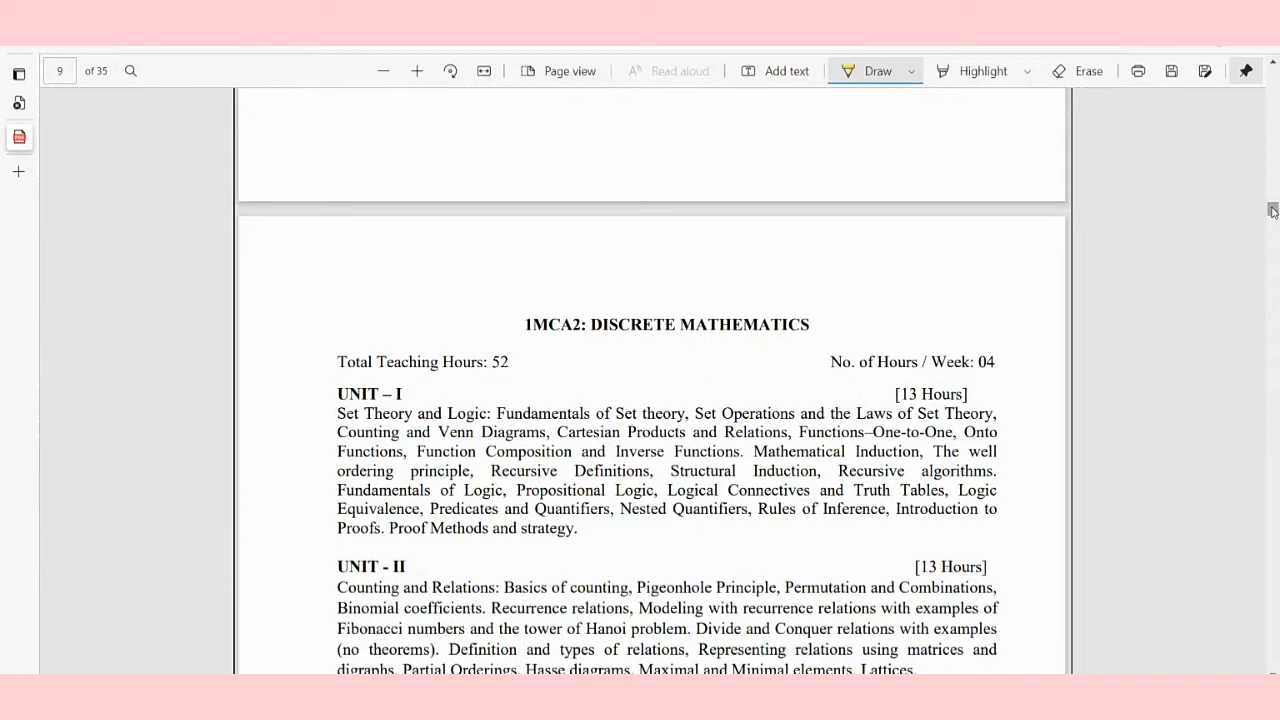 9 of 35 Page view Read aloud Add text Draw Highlight Erase
1MCA2: DISCRETE MATHEMATICS
Total Teaching Hours: 52 No. of Hours / Week: 04
UNIT – I [13 Hours]
Set Theory and Logic: Fundamentals of Set theory, Set Operations and the Laws of Set Theory,
Counting and Venn Diagrams, Cartesian Products and Relations, Functions–One-to-One, Onto
Functions, Function Composition and Inverse Functions. Mathematical Induction, The well
ordering principle, Recursive Definitions, Structural Induction, Recursive algorithms.
Fundamentals of Logic, Propositional Logic, Logical Connectives and Truth Tables, Logic
Equivalence, Predicates and Quantifiers, Nested Quantifiers, Rules of Inference, Introduction to
Proofs. Proof Methods and strategy.
UNIT - II [13 Hours]
Counting and Relations: Basics of counting, Pigeonhole Principle, Permutation and Combinations,
Binomial coefficients. Recurrence relations, Modeling with recurrence relations with examples of
Fibonacci numbers and the tower of Hanoi problem. Divide and Conquer relations with examples
(no theorems). Definition and types of relations, Representing relations using matrices and
digraphs, Partial Orderings, Hasse diagrams, Maximal and Minimal elements, Lattices.